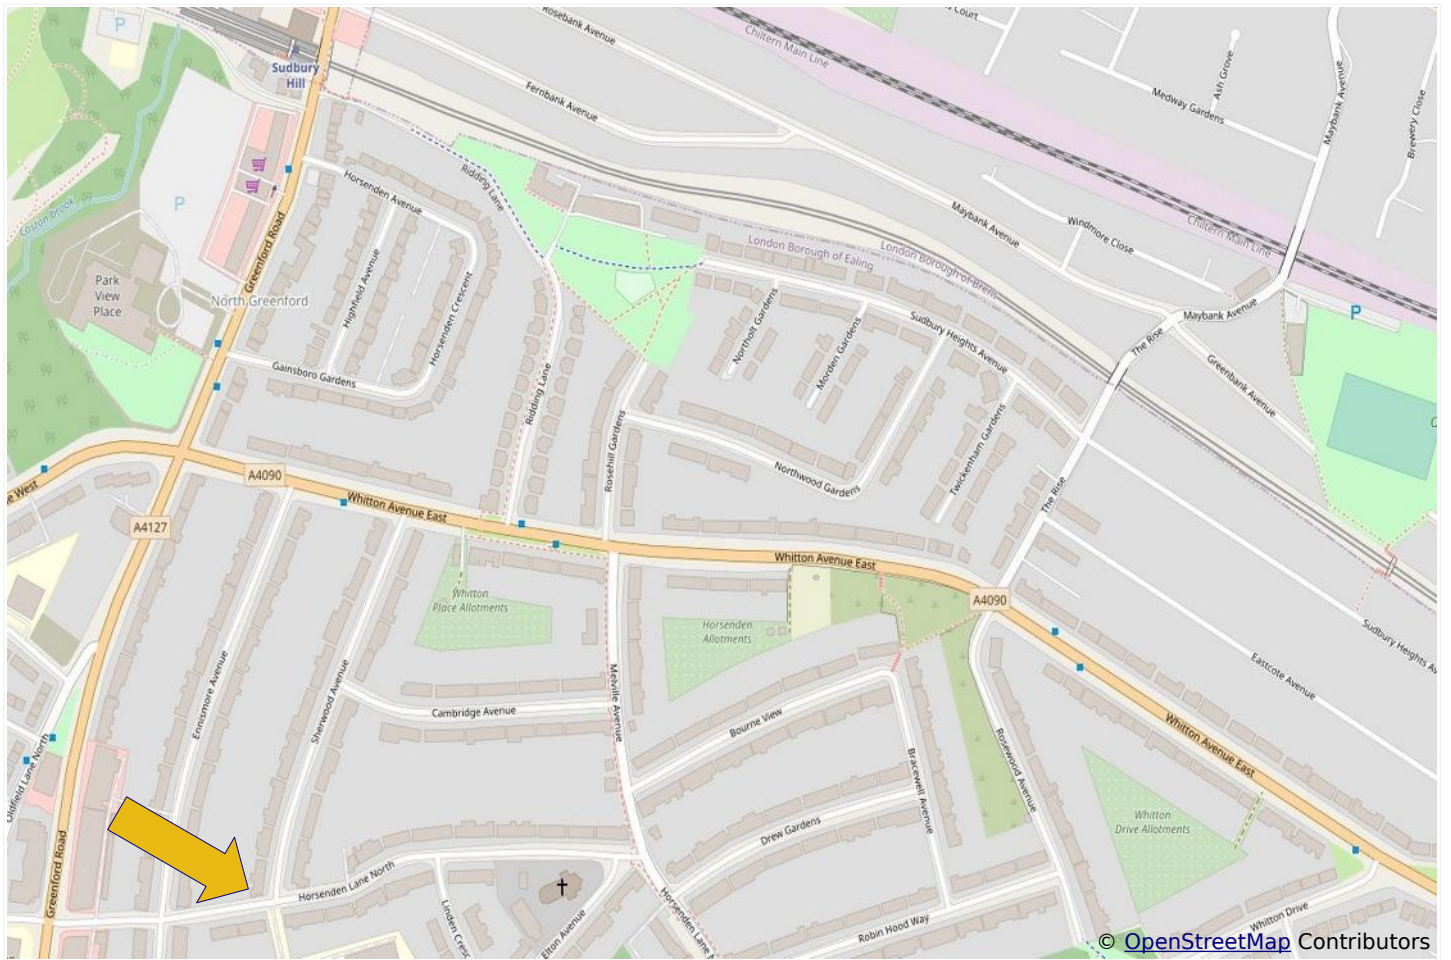 Rosebank Avenue
Court
Chiltern Main Line
P
Sudbury
Hill
Fernbank Avenue
Ash Grove
Medway Gardens
Maybank Avenue
Brewery Close
Ridding Lane
Horsenden Avenue
Coston Brook
P
Greenford Road
Maybank Avenue
Windmore Close
Chiltern Main Line
London Borough of Ealing
London Borough of Brent
Park
View
Place
North Greenford
Highfield Avenue
Horsenden Crescent
Northolt Gardens
Morden Gardens
Sudbury Heights Avenue
Maybank Avenue
P
The Rise
Greenbank Avenue
Gainsboro Gardens
Ridding Lane
Rosehill Gardens
Northwood Gardens
Twickenham Gardens
The Rise
A4090
Whitton Avenue East
e West
A4127
Whitton Avenue East
A4090
Whitton
Place Allotments
Horsenden
Allotments
Sudbury Heights Av
Eastcote Avenue
Ennismore Avenue
Sherwood Avenue
Cambridge Avenue
Melville Avenue
Bourne View
Bracewell Avenue
Rosewood Avenue
Whitton Avenue East
Oldfield Lane North
Drew Gardens
Whitton
Drive Allotments
Greenford Road
Horsenden Lane North
Linden Cresc
Elton Avenue
Horsenden Lane N
Robin Hood Way
Whitton Drive
© OpenStreetMap Contributors